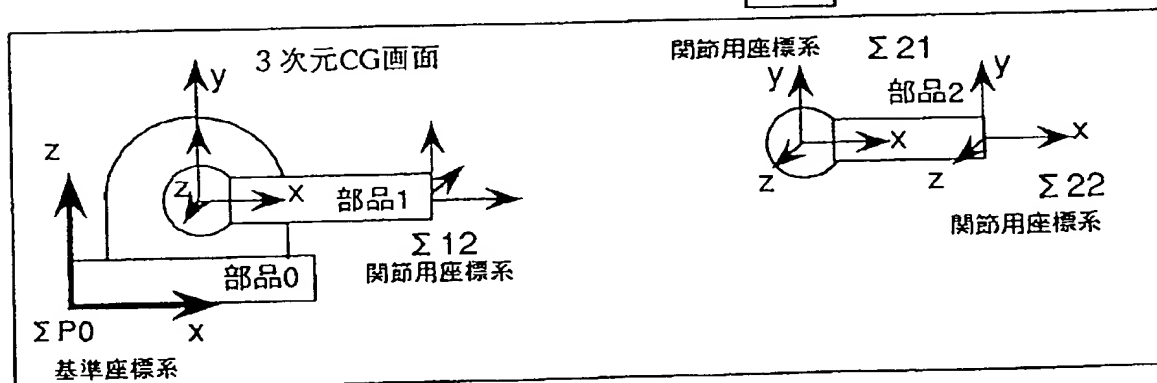 3次元CG画面
y
z
z
x
部品1
Σ12
関節用座標系
部品0
ΣP0
x
基準座標系
関節用座標系 Σ21
y
部品2
y
x
x
z
z
Σ22
関節用座標系